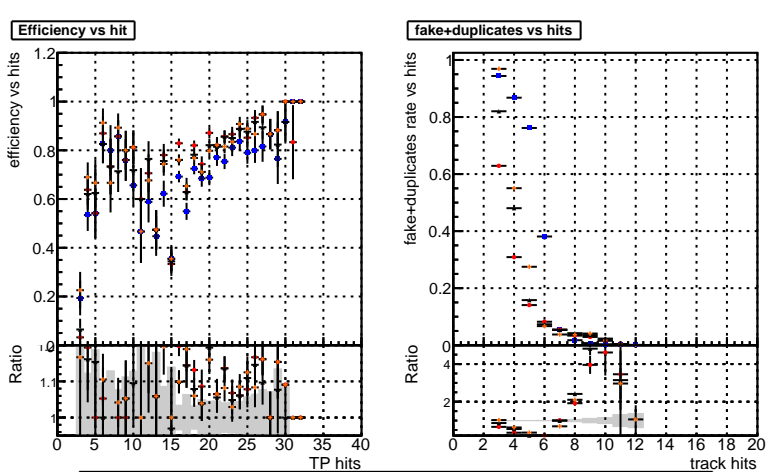 Efficiency vs hit
fake+duplicates vs hits
efficiency vs hits
1.2
1
0.8
0.6
0.4
0.2
0
Ratio
1.1
1
0 5 10 15 20 25 30 35 40
TP hits
fake+duplicates rate vs hits
1
0.8
0.6
0.4
0.2
0
Ratio
4
2
0 2 4 6 8 10 12 14 16 18 20
track hits